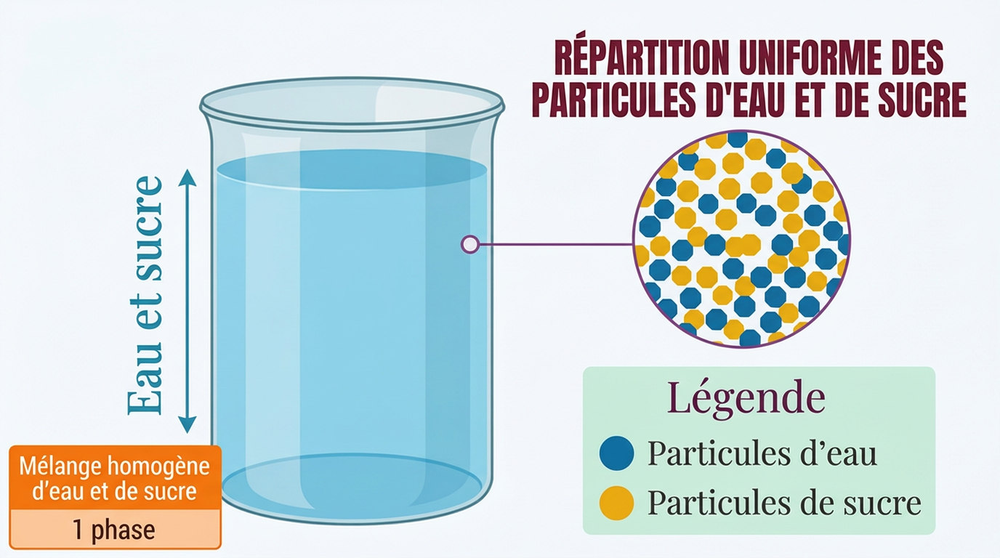 RÉPARTITION UNIFORME DES
PARTICULES D'EAU ET DE SUCRE
Eau et sucre
Mélange homogène
d’eau et de sucre
1 phase
Légende
Particules d’eau
Particules de sucre